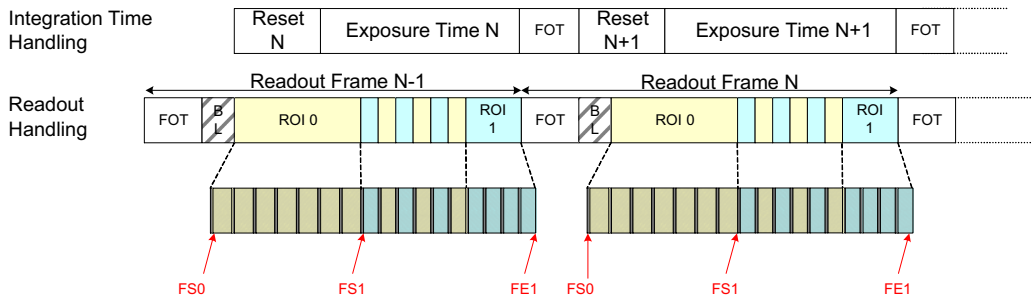 Integration Time
Handling
Reset
N
Exposure Time N
FOT
Reset
N+1
Exposure Time N+1
FOT
Readout Frame N-1
Readout Frame N
Readout
Handling
FOT
B
L
ROI 0
ROI
1
FOT
B
L
ROI 0
ROI
1
FOT
FS0
FS1
FE1
FS0
FS1
FE1